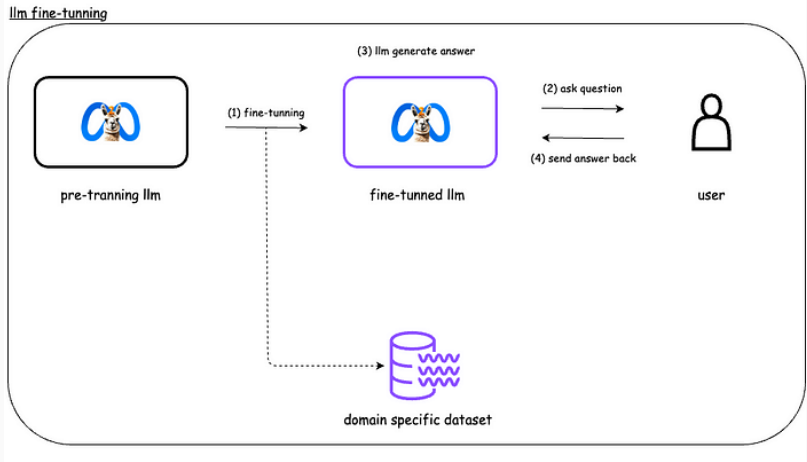 llm fine-tunning
(3) llm generate answer
(1) fine-tunning
(2) ask question
(4) send answer back
pre-tranning llm
fine-tunned llm
user
domain specific dataset